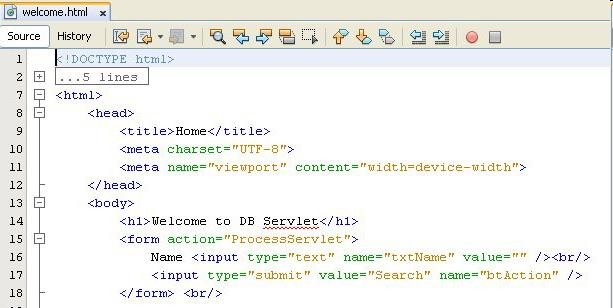 welcome.html x
Source History
1 <!DOCTYPE html>
2 ...5 lines
7 <html>
8 <head>
9 <title>Home</title>
10 <meta charset="UTF-8">
11 <meta name="viewport" content="width=device-width">
12 </head>
13 <body>
14 <h1>Welcome to DB Servlet</h1>
15 <form action="ProcessServlet">
16 Name <input type="text" name="txtName" value="" /><br/>
17 <input type="submit" value="Search" name="btAction" />
18 </form> <br/>